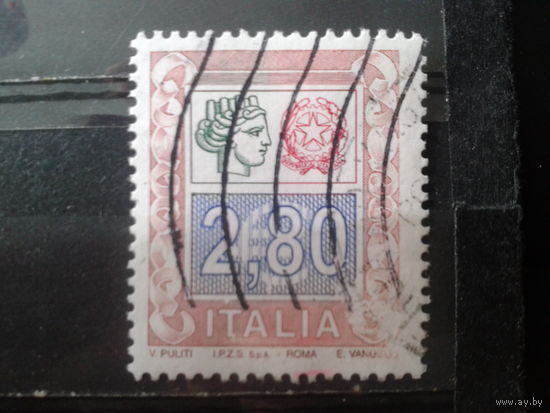 2,80
ITALIA
V. PULITI I.P.Z.S. S.p.A. - ROMA E.
www.ay.by